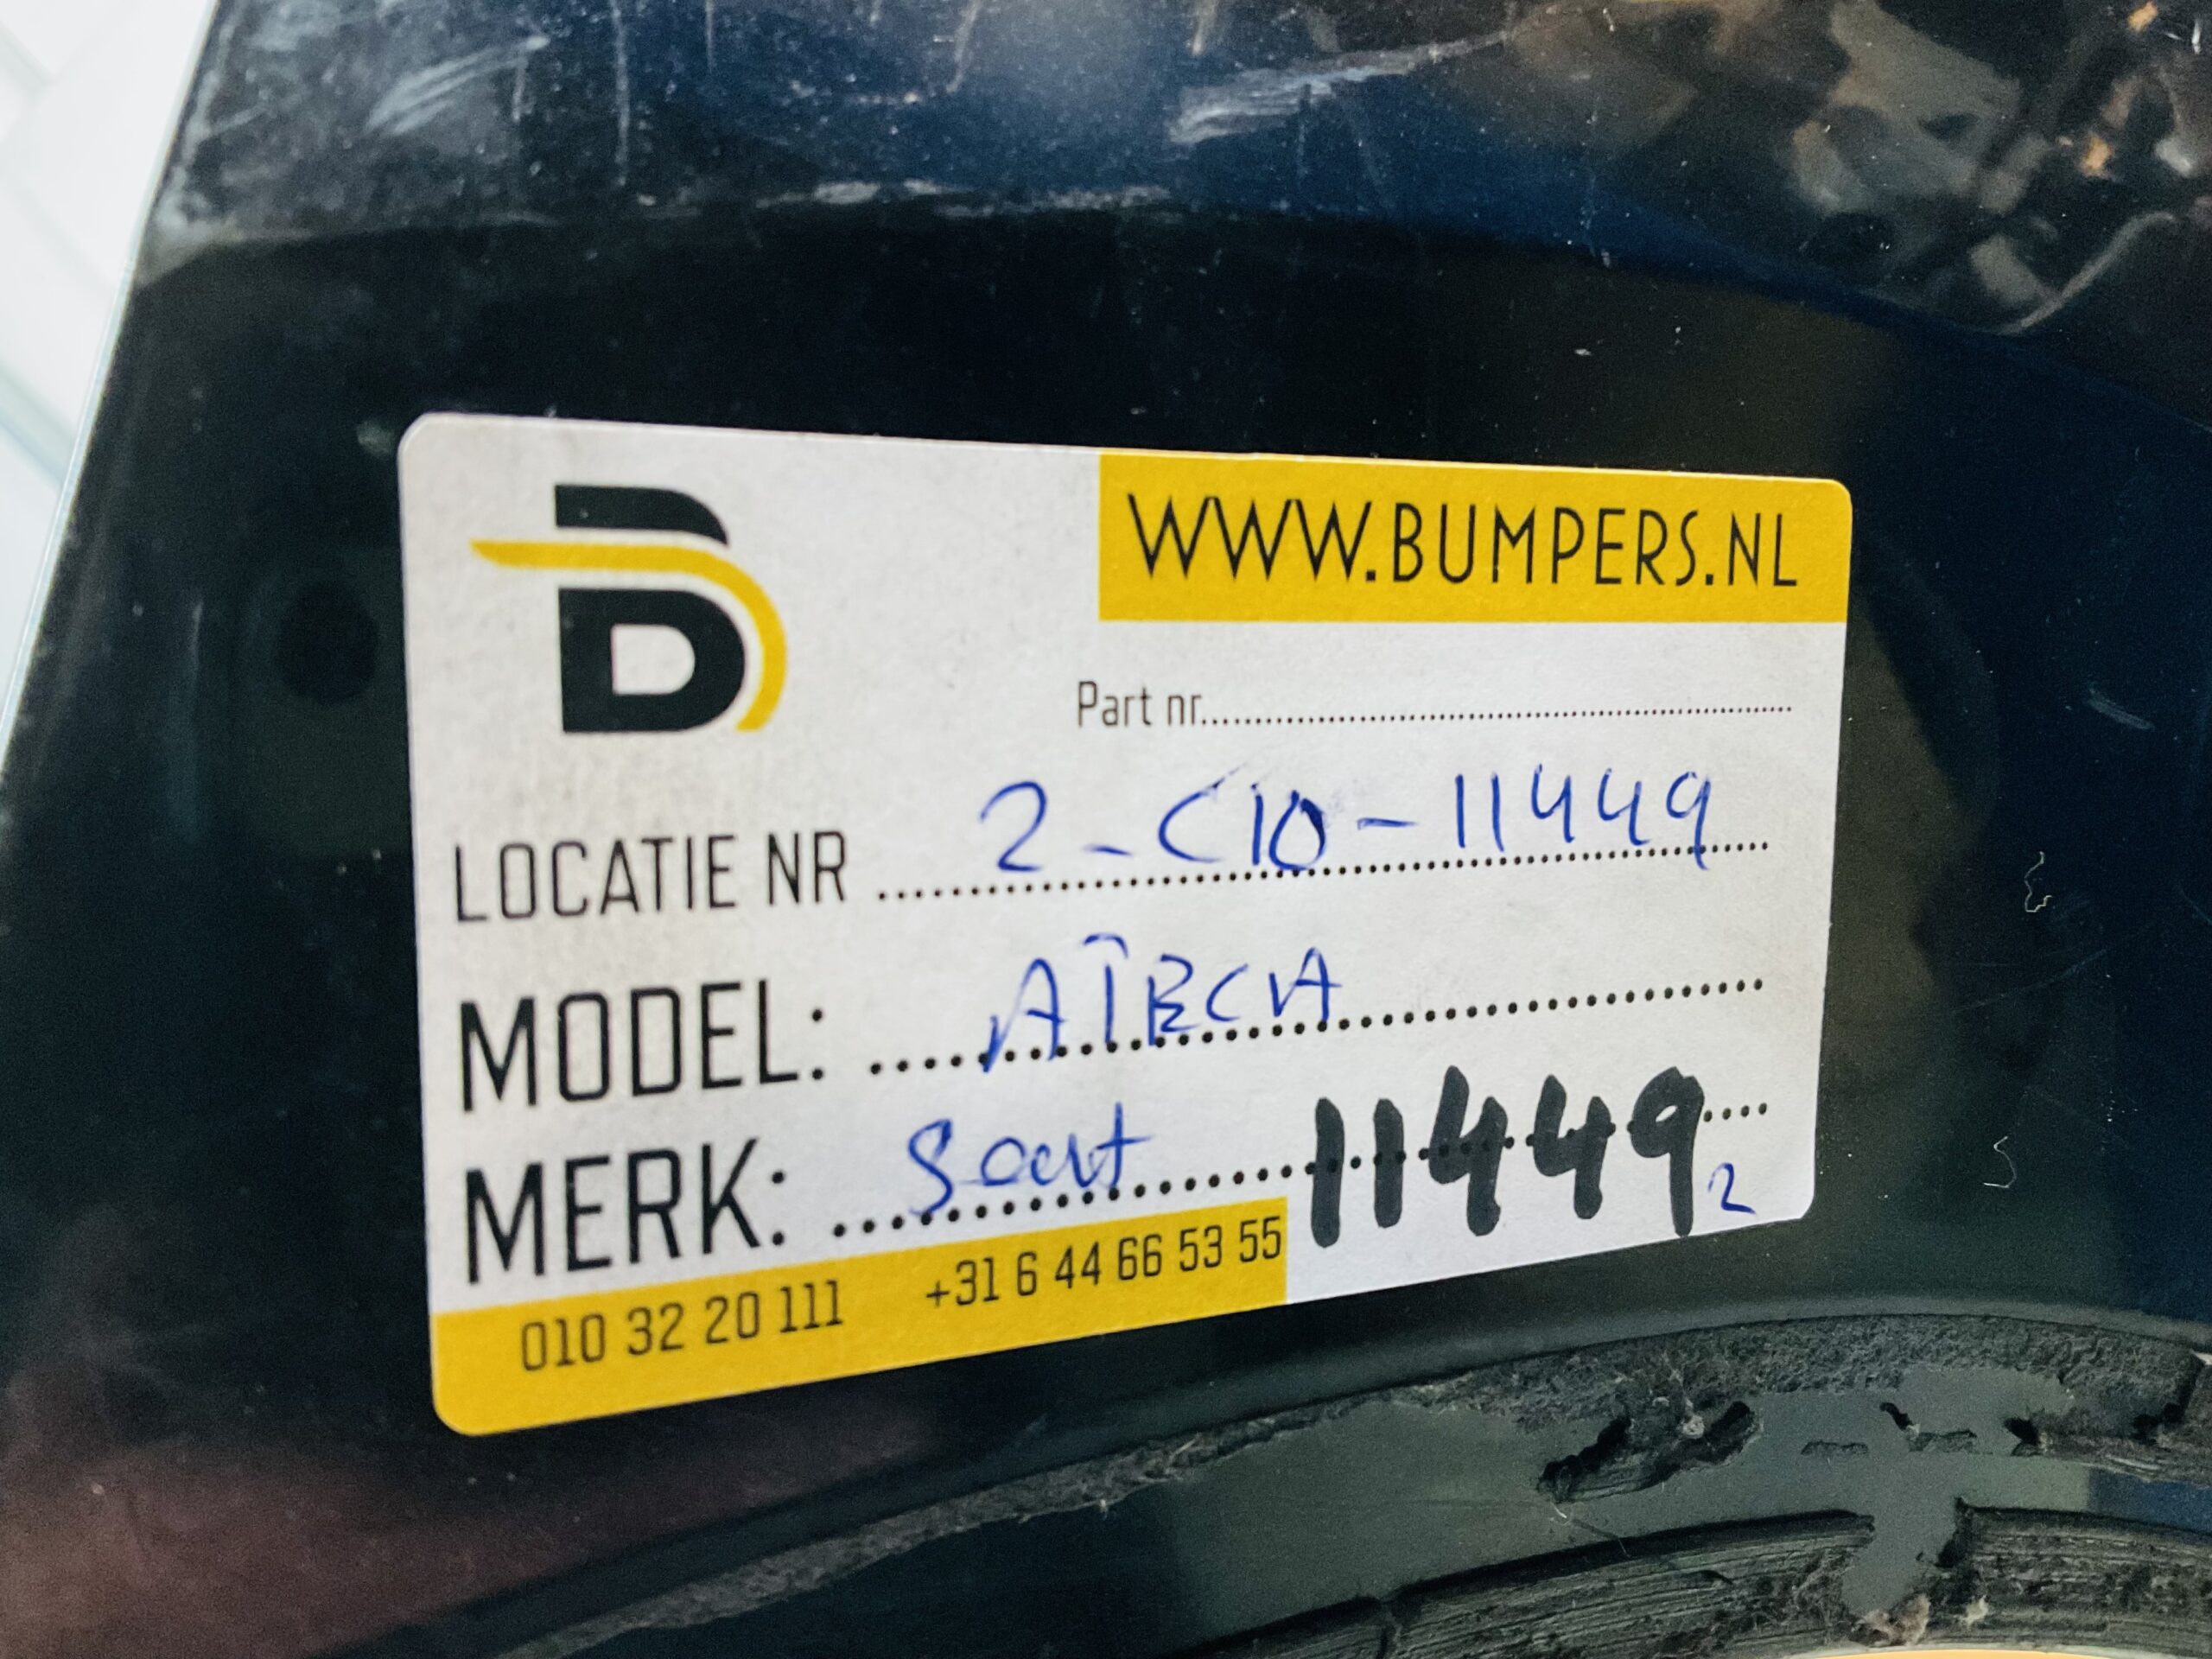 B
WWW.BUMPERS.NL
Part nr.
LOCATIE NR 2-C10-11449
MODEL: ATECA
MERK: Seat 11449 2
010 32 20 111 +31 6 44 66 53 55